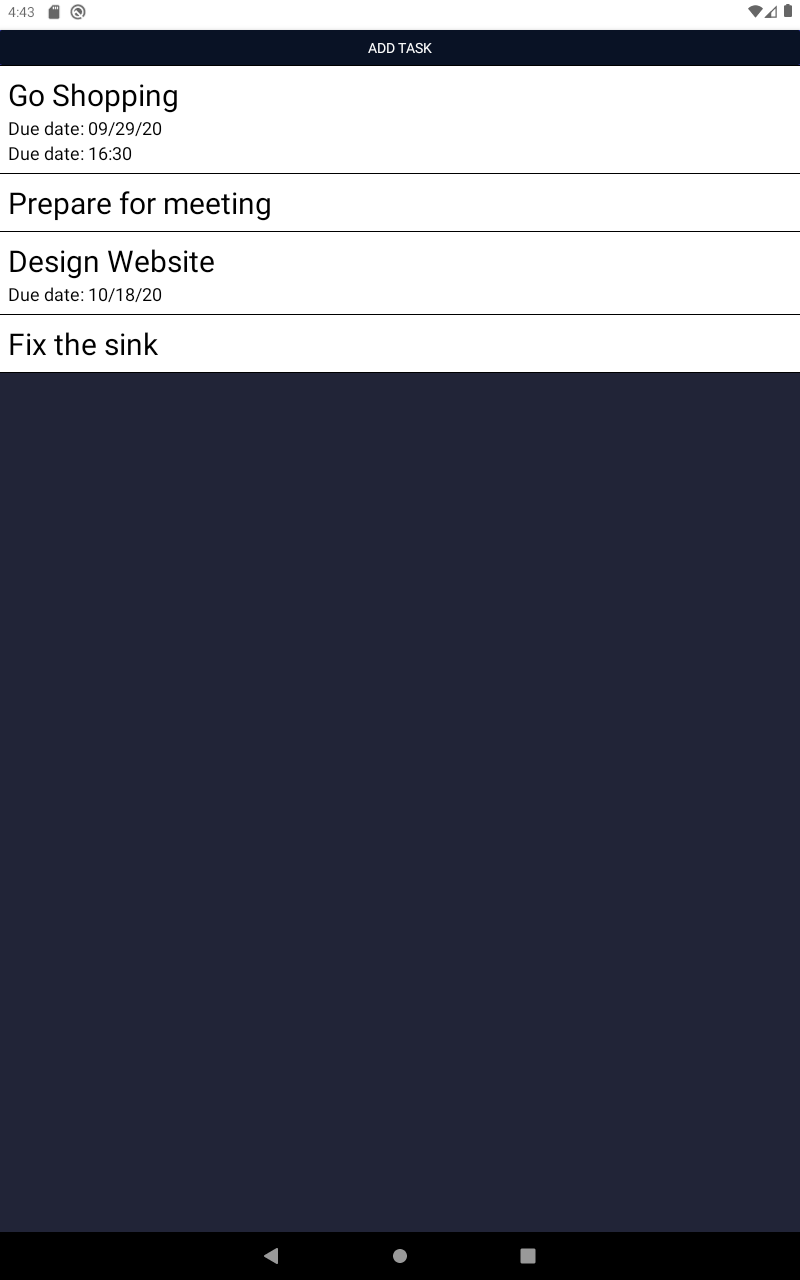 4:43
ADD TASK
Go Shopping
Due date: 09/29/20
Due date: 16:30
Prepare for meeting
Design Website
Due date: 10/18/20
Fix the sink